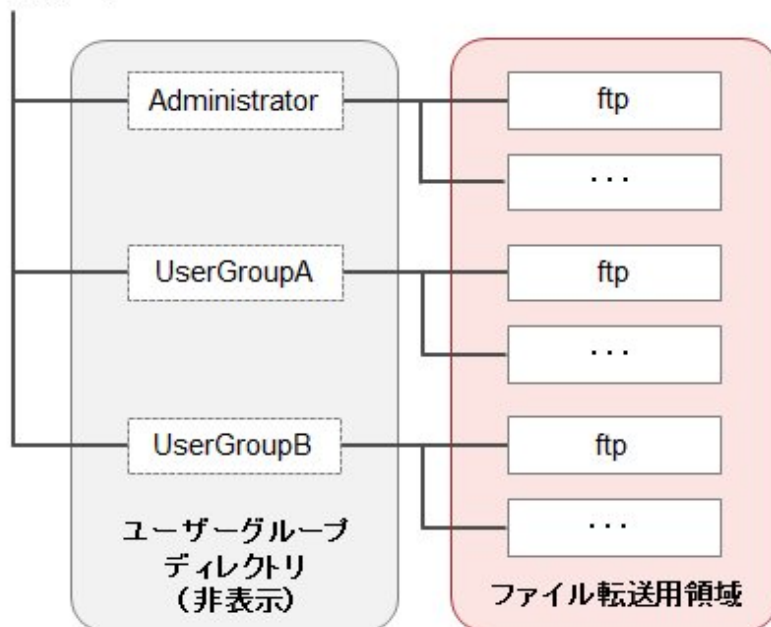 Administrator
ftp
...
UserGroupA
ftp
...
UserGroupB
ftp
...
ユーザーグループ
ディレクトリ
(非表示)
ファイル転送用領域